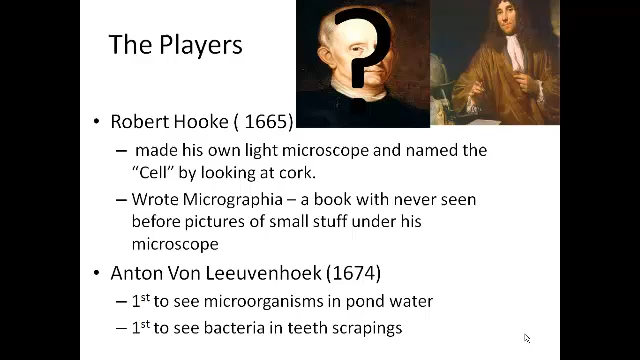 The Players
?
• Robert Hooke ( 1665)
– made his own light microscope and named the
“Cell” by looking at cork.
– Wrote Micrographia – a book with never seen
before pictures of small stuff under his
microscope
• Anton Von Leeuvenhoek (1674)
– 1st to see microorganisms in pond water
– 1st to see bacteria in teeth scrapings